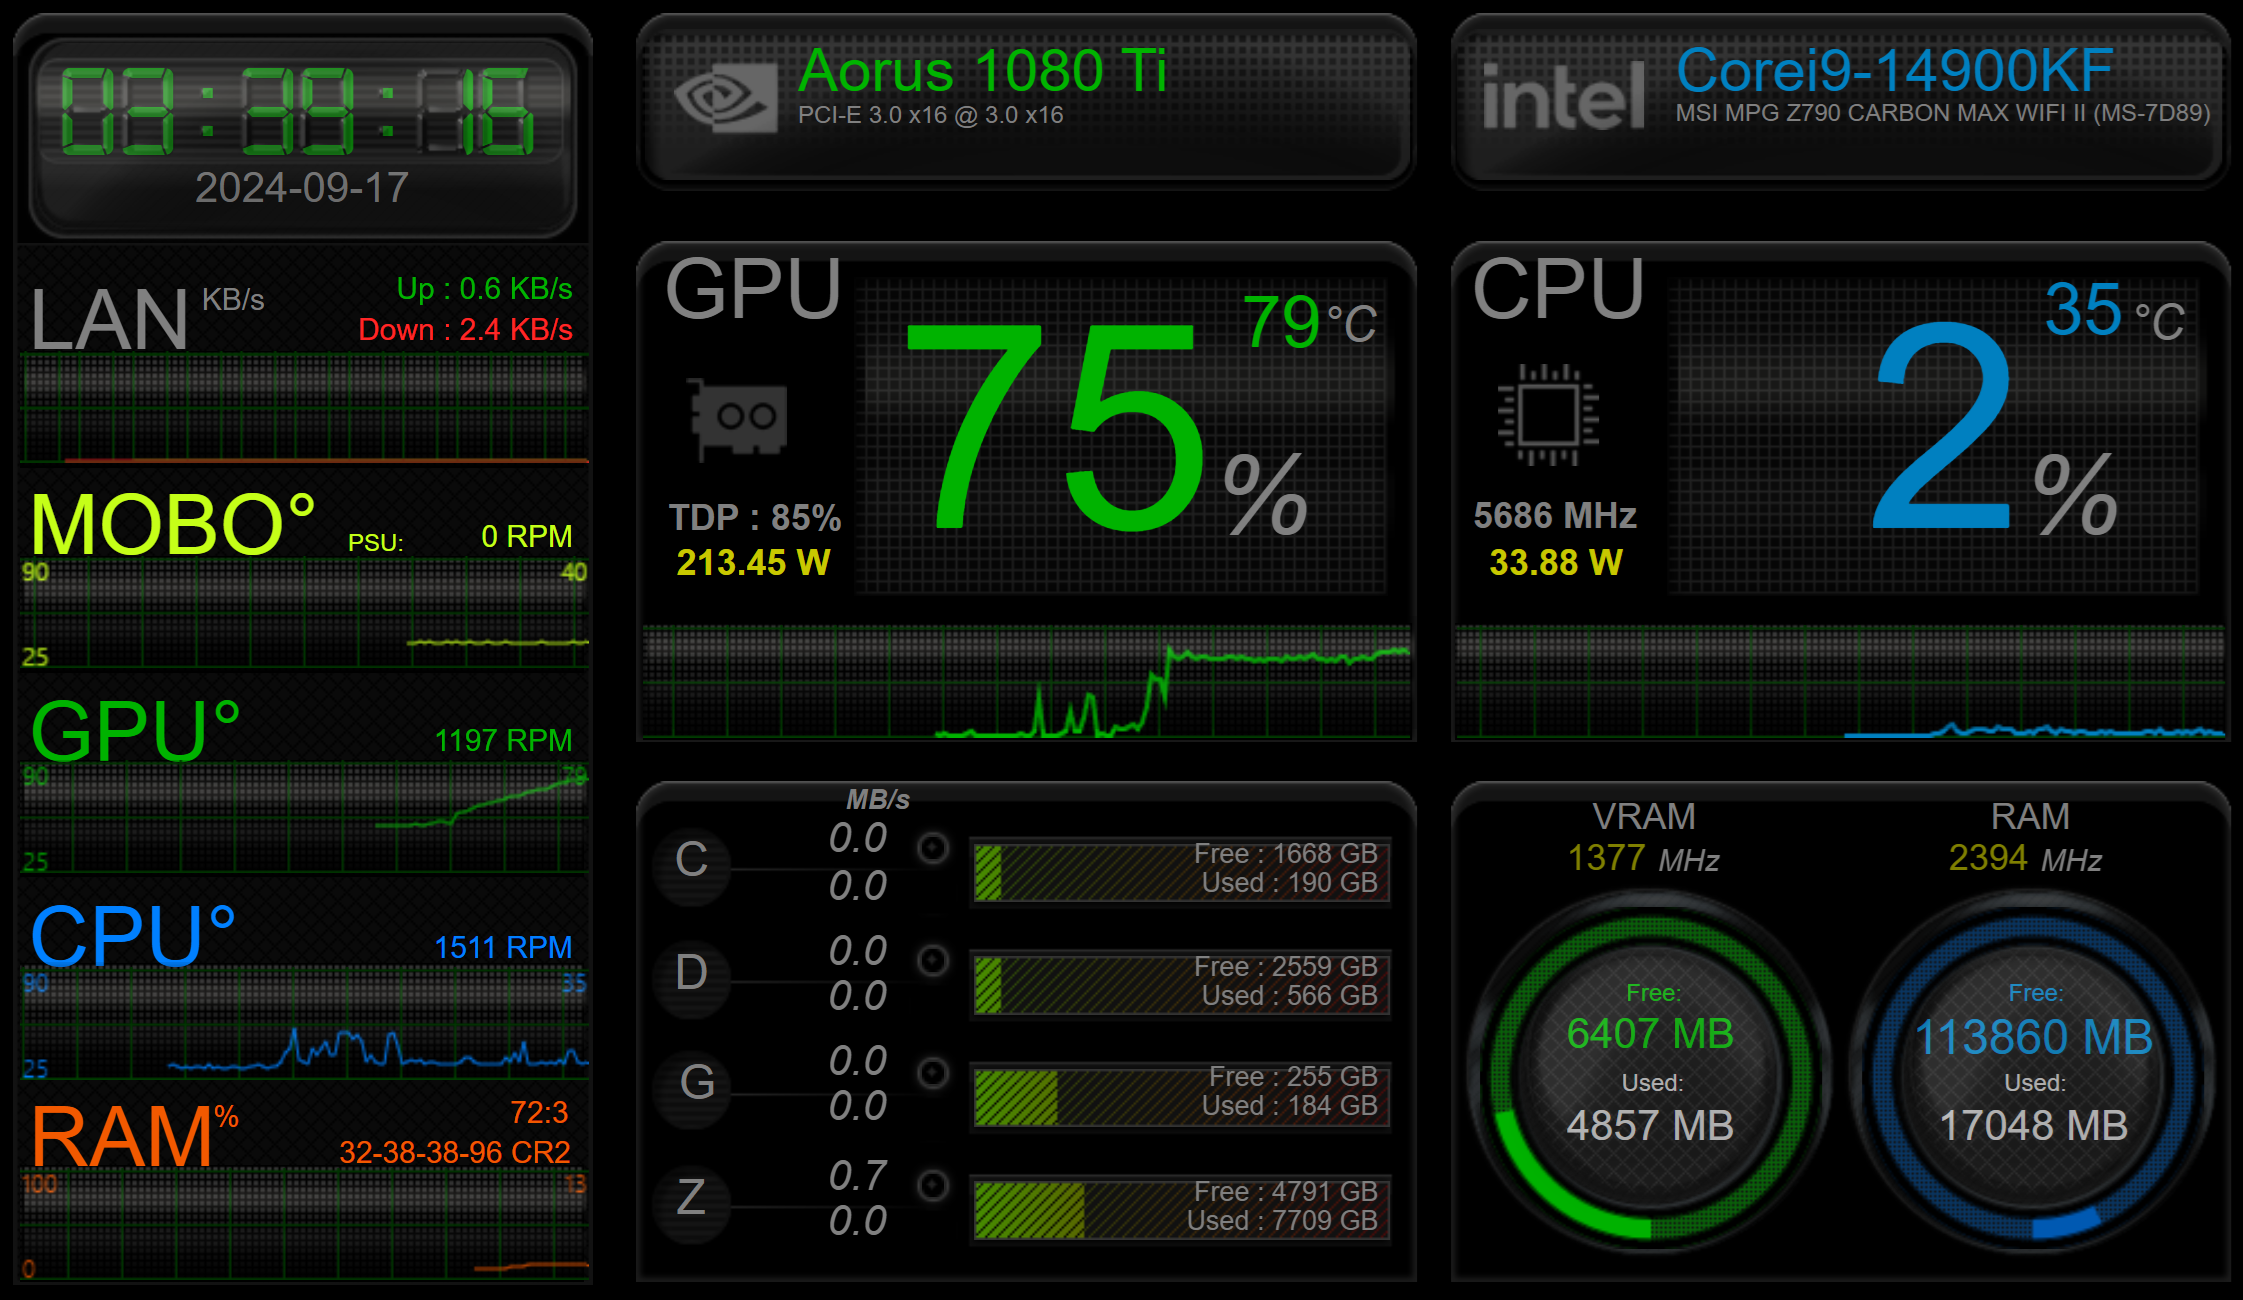 03:39:16
2024-09-17
LAN KB/s
Up : 0.6 KB/s
Down : 2.4 KB/s
MOBO°
PSU: 0 RPM
90 40
25
GPU° 1197 RPM
90 79
25
CPU° 1511 RPM
90 35
25
RAM% 72:3
32-38-38-96 CR2
100 13
0
Aorus 1080 Ti
PCI-E 3.0 x16 @ 3.0 x16
intel
Corei9-14900KF
MSI MPG Z790 CARBON MAX WIFI II (MS-7D89)
GPU
79 °C
75 %
TDP : 85%
213.45 W
CPU
35 °C
2 %
5686 MHz
33.88 W
MB/s
C
0.0
0.0
Free : 1668 GB
Used : 190 GB
D
0.0
0.0
Free : 2559 GB
Used : 566 GB
G
0.0
0.0
Free : 255 GB
Used : 184 GB
Z
0.7
0.0
Free : 4791 GB
Used : 7709 GB
VRAM
1377 MHz
Free:
6407 MB
Used:
4857 MB
RAM
2394 MHz
Free:
113860 MB
Used:
17048 MB